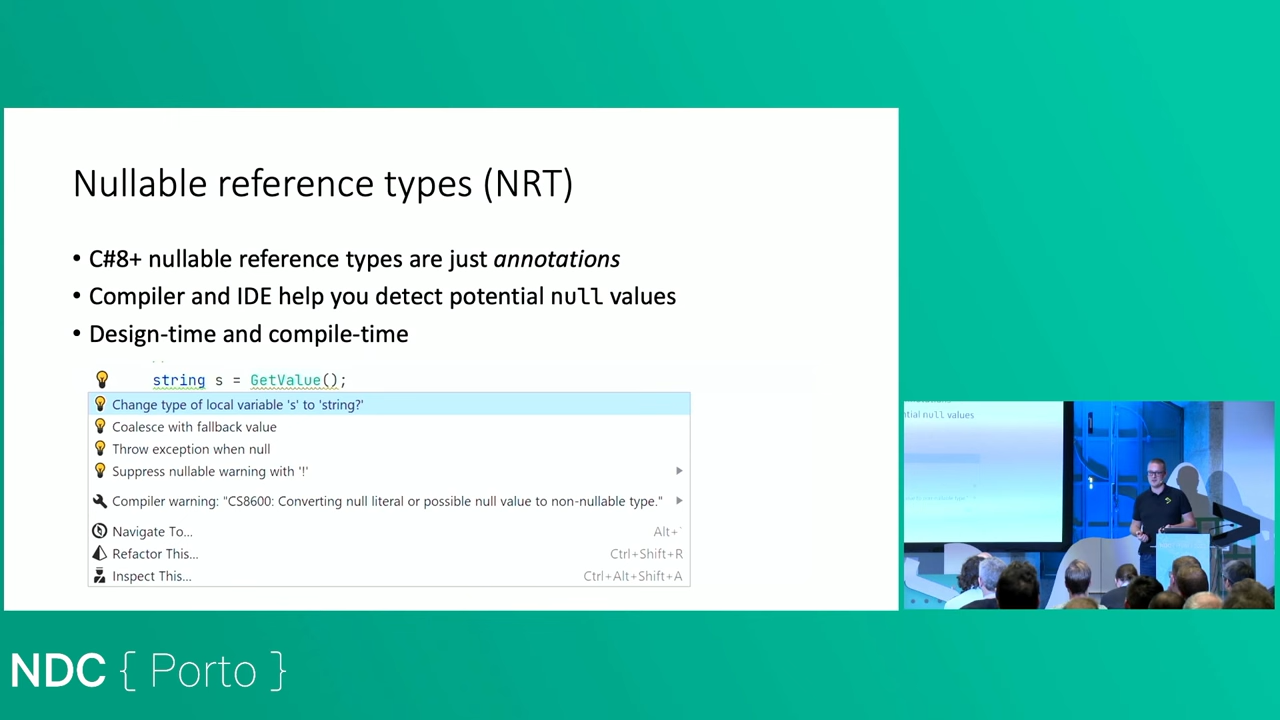 Nullable reference types (NRT)
• C#8+ nullable reference types are just annotations
• Compiler and IDE help you detect potential null values
• Design-time and compile-time
string s = GetValue();
Change type of local variable 's' to 'string?'
Coalesce with fallback value
Throw exception when null
Suppress nullable warning with '!'
Compiler warning: "CS8600: Converting null literal or possible null value to non-nullable type."
Navigate To... Alt+`
Refactor This... Ctrl+Shift+R
Inspect This... Ctrl+Alt+Shift+A
ntial null values
NDC { Porto }